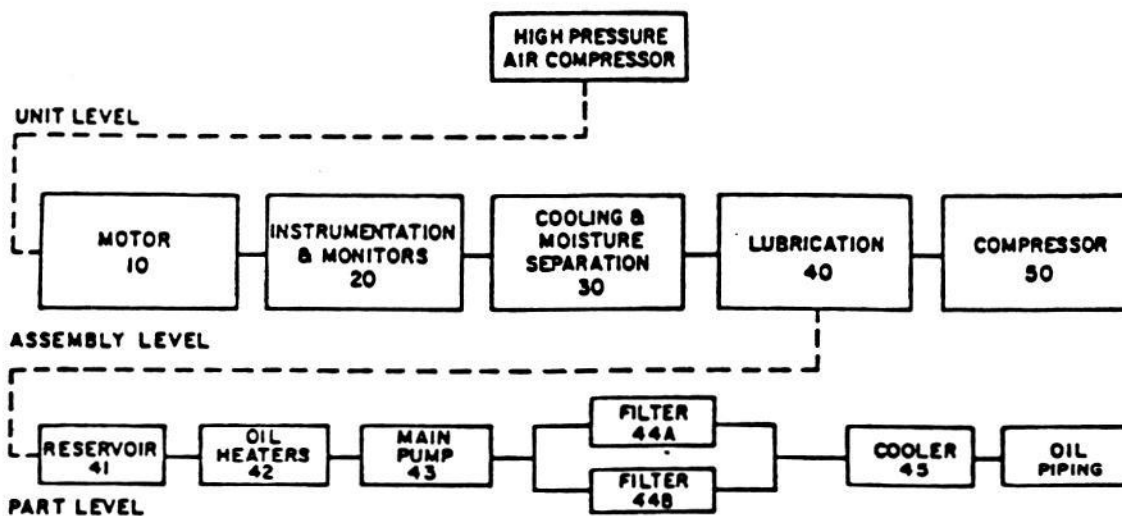 HIGH PRESSURE
AIR COMPRESSOR
UNIT LEVEL
MOTOR
10
INSTRUMENTATION
& MONITORS
20
COOLING &
MOISTURE
SEPARATION
30
LUBRICATION
40
COMPRESSOR
50
ASSEMBLY LEVEL
RESERVOIR
41
OIL
HEATERS
42
MAIN
PUMP
43
FILTER
44A
FILTER
44B
COOLER
45
OIL
PIPING
PART LEVEL